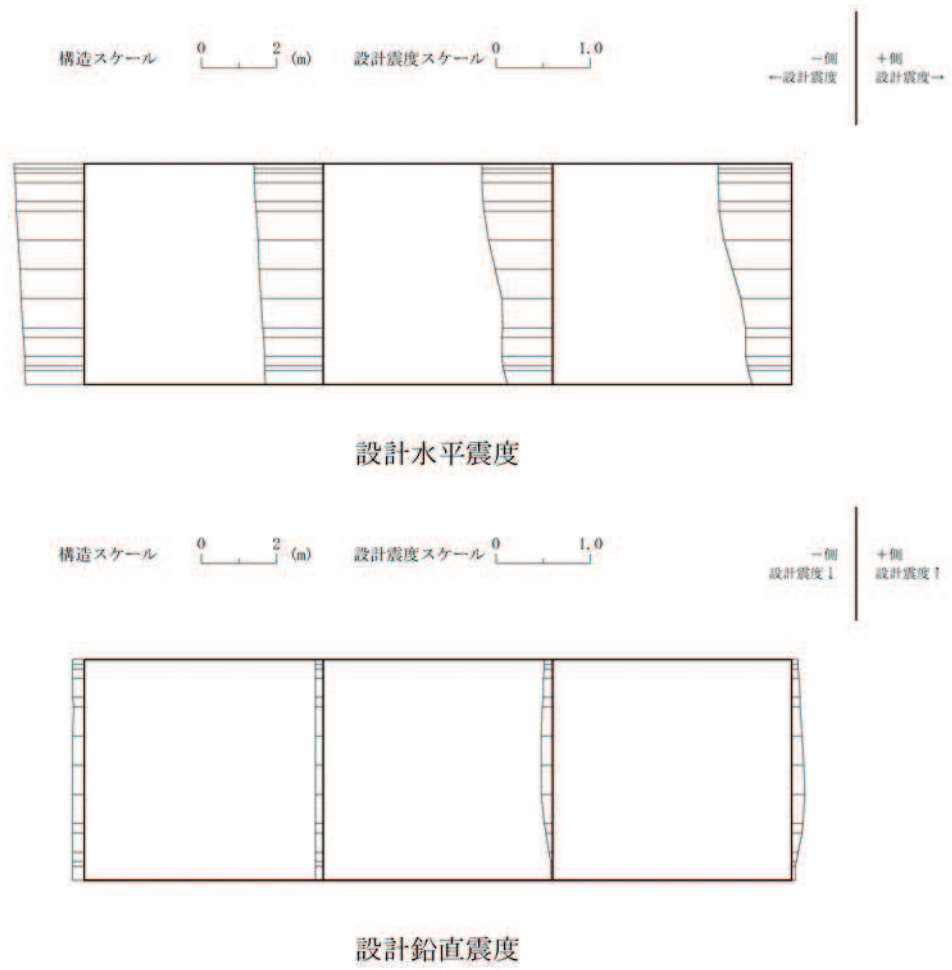 構造スケール 0 2 (m) 設計震度スケール 0 1.0
－側 ＋側
←設計震度 設計震度→
設計水平震度
構造スケール 0 2 (m) 設計震度スケール 0 1.0
－側 ＋側
設計震度↓ 設計震度↑
設計鉛直震度